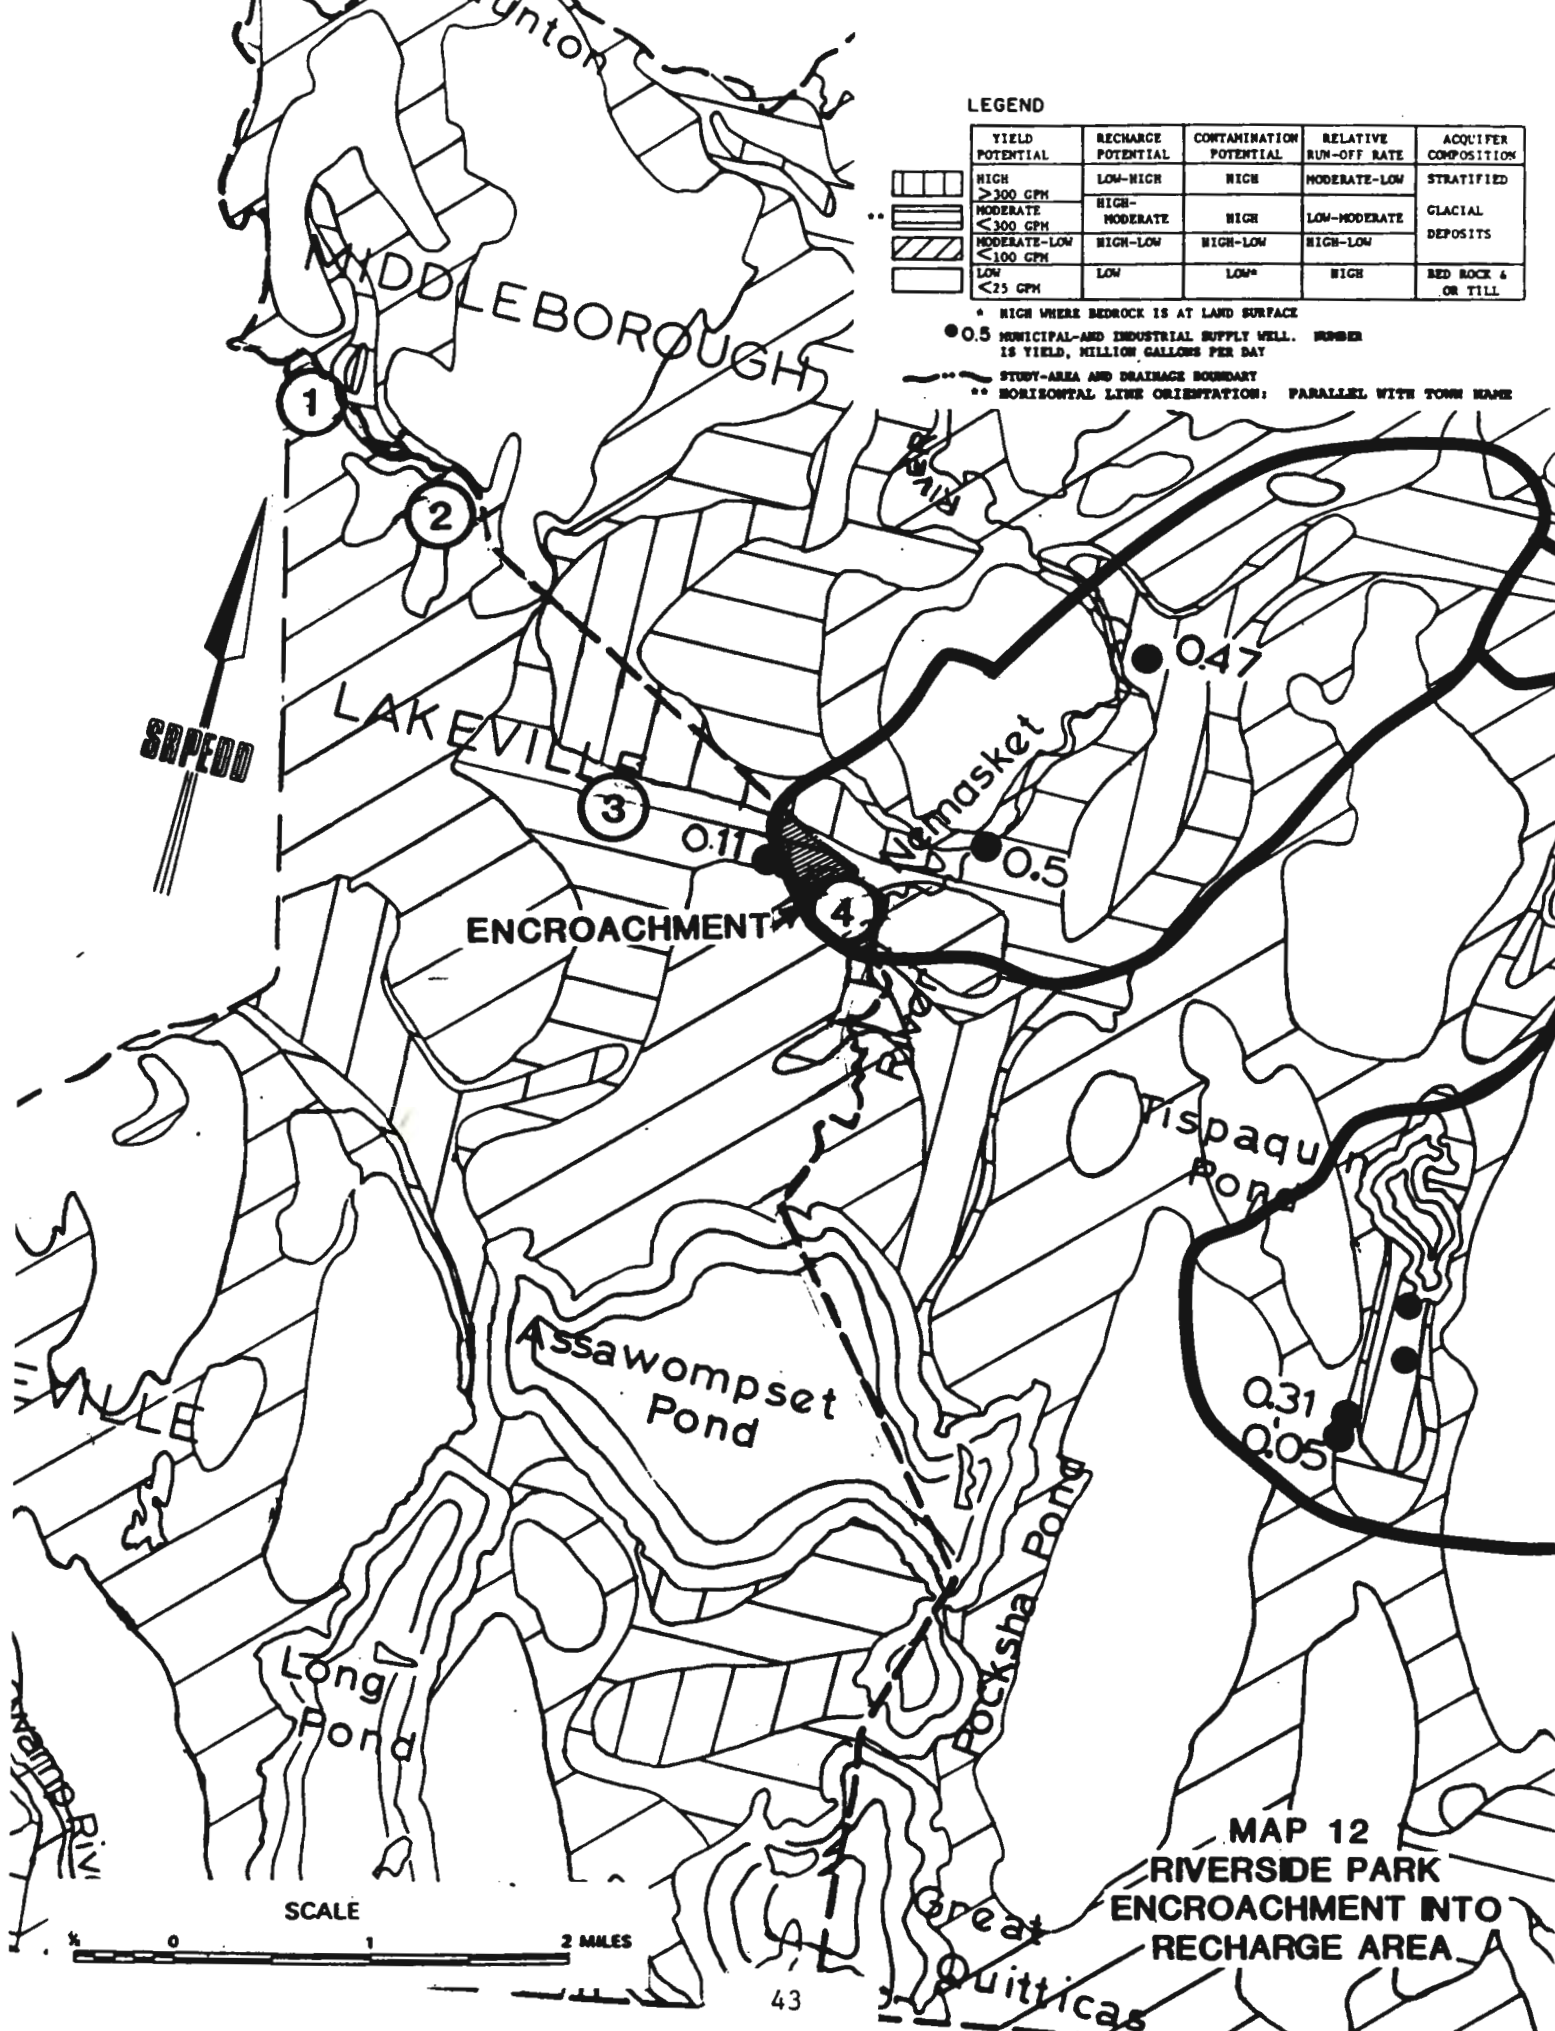 unton
LEGEND
YIELD POTENTIAL RECHARGE POTENTIAL CONTAMINATION POTENTIAL RELATIVE RUN-OFF RATE ACQUIFER COMPOSITION
HIGH >300 GPM LOW-HIGH HIGH MODERATE-LOW STRATIFIED
** MODERATE <300 GPM HIGH-MODERATE HIGH LOW-MODERATE GLACIAL
MODERATE-LOW <100 GPM HIGH-LOW HIGH-LOW HIGH-LOW DEPOSITS
LOW <25 GPM LOW LOW* HIGH BED ROCK & OR TILL
* HIGH WHERE BEDROCK IS AT LAND SURFACE
0.5 MUNICIPAL-AND INDUSTRIAL SUPPLY WELL. NUMBER
IS YIELD, MILLION GALLONS PER DAY
STUDY-AREA AND DRAINAGE BOUNDARY
** HORIZONTAL LINE ORIENTATION: PARALLEL WITH TOWN NAME
MIDDLEBOROUGH
1
RIVER
2
0.47
LAKEVILLE
SRPEDD
Nemasket
3
0.11
0.5
ENCROACHMENT
4
River
Tispaquin
Pond
Assawompset
Pond
EVILLE
0.31
0.05
Pocksha Pond
Long
Pond
MAP 12
RIVERSIDE PARK
ENCROACHMENT INTO
RECHARGE AREA
Great
Quitticas
SCALE
½ 0 1 2 MILES
43